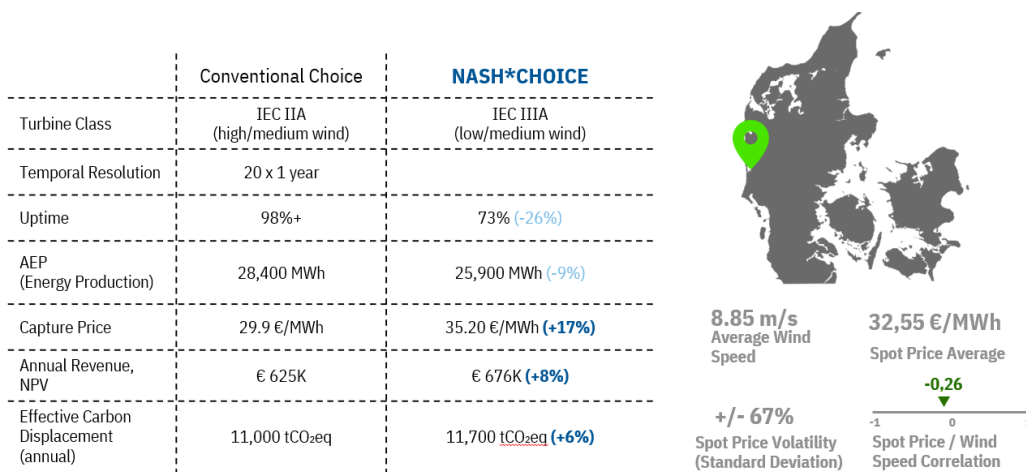 Conventional Choice
NASH*CHOICE
Turbine Class
IEC IIA
(high/medium wind)
IEC IIIA
(low/medium wind)
Temporal Resolution
20 x 1 year
Uptime
98%+
73% (-26%)
AEP
(Energy Production)
28,400 MWh
25,900 MWh (-9%)
Capture Price
29.9 €/MWh
35.20 €/MWh (+17%)
Annual Revenue,
NPV
€ 625K
€ 676K (+8%)
Effective Carbon
Displacement
(annual)
11,000 tCO₂eq
11,700 tCO₂eq (+6%)
8.85 m/s
Average Wind
Speed
32,55 €/MWh
Spot Price Average
+/- 67%
Spot Price Volatility
(Standard Deviation)
-0,26
-1 0 1
Spot Price / Wind
Speed Correlation